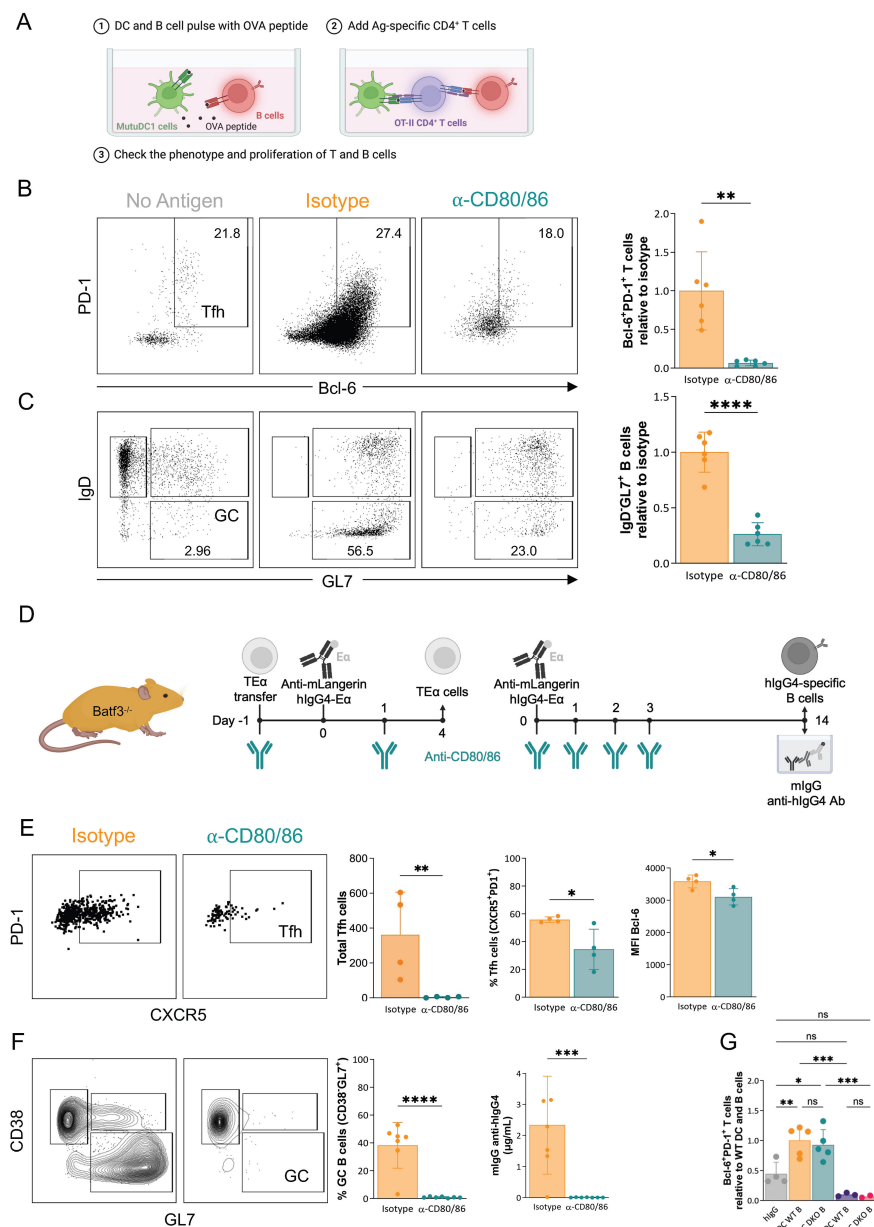 A
① DC and B cell pulse with OVA peptide
② Add Ag-specific CD4⁺ T cells
MutuDC1 cells
OVA peptide
B cells
OT-II CD4⁺ T cells
③ Check the phenotype and proliferation of T and B cells
B
No Antigen
Isotype
α-CD80/86
21.8
27.4
18.0
Tfh
PD-1
Bcl-6
**
Bcl-6⁺PD-1⁺ T cells
relative to isotype
2.0
1.5
1.0
0.5
0.0
Isotype
α-CD80/86
C
IgD
GC
2.96
56.5
23.0
GL7
****
IgD⁻GL7⁺ B cells
relative to isotype
1.5
1.0
0.5
0.0
Isotype
α-CD80/86
D
Batf3⁻/⁻
TEα
transfer
Eα
Anti-mLangerin
hIgG4-Eα
TEα cells
Eα
Anti-mLangerin
hIgG4-Eα
hIgG4-specific
B cells
Day -1
0
1
4
0
1
2
3
14
Anti-CD80/86
mIgG
anti-hIgG4 Ab
E
Isotype
α-CD80/86
PD-1
Tfh
CXCR5
**
Total Tfh cells
800
600
400
200
0
Isotype
α-CD80/86
*
% Tfh cells (CXCR5⁺PD1⁺)
100
80
60
40
20
0
Isotype
α-CD80/86
*
MFI Bcl-6
4000
3000
2000
1000
0
Isotype
α-CD80/86
F
CD38
GC
GL7
****
% GC B cells (CD38⁻GL7⁺)
100
80
60
40
20
0
Isotype
α-CD80/86
***
mIgG anti-hIgG4
(µg/mL)
4
3
2
1
0
Isotype
α-CD80/86
G
ns
ns
***
*
***
**
ns
ns
Bcl-6⁺PD-1⁺ T cells
relative to WT DC and B cells
2.0
1.5
1.0
0.5
0.0
hIgG